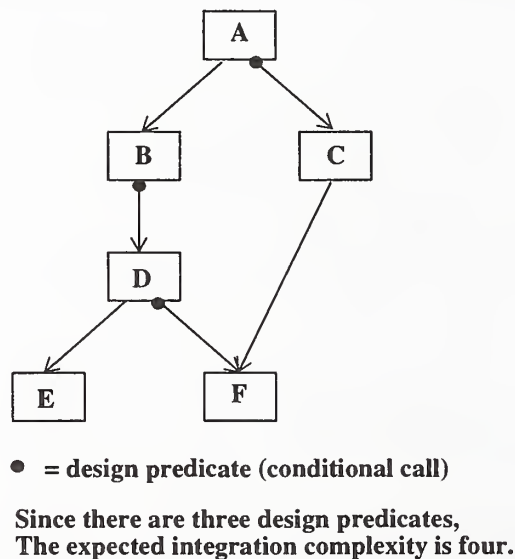 A
B
C
D
E
F
● = design predicate (conditional call)
Since there are three design predicates,
The expected integration complexity is four.